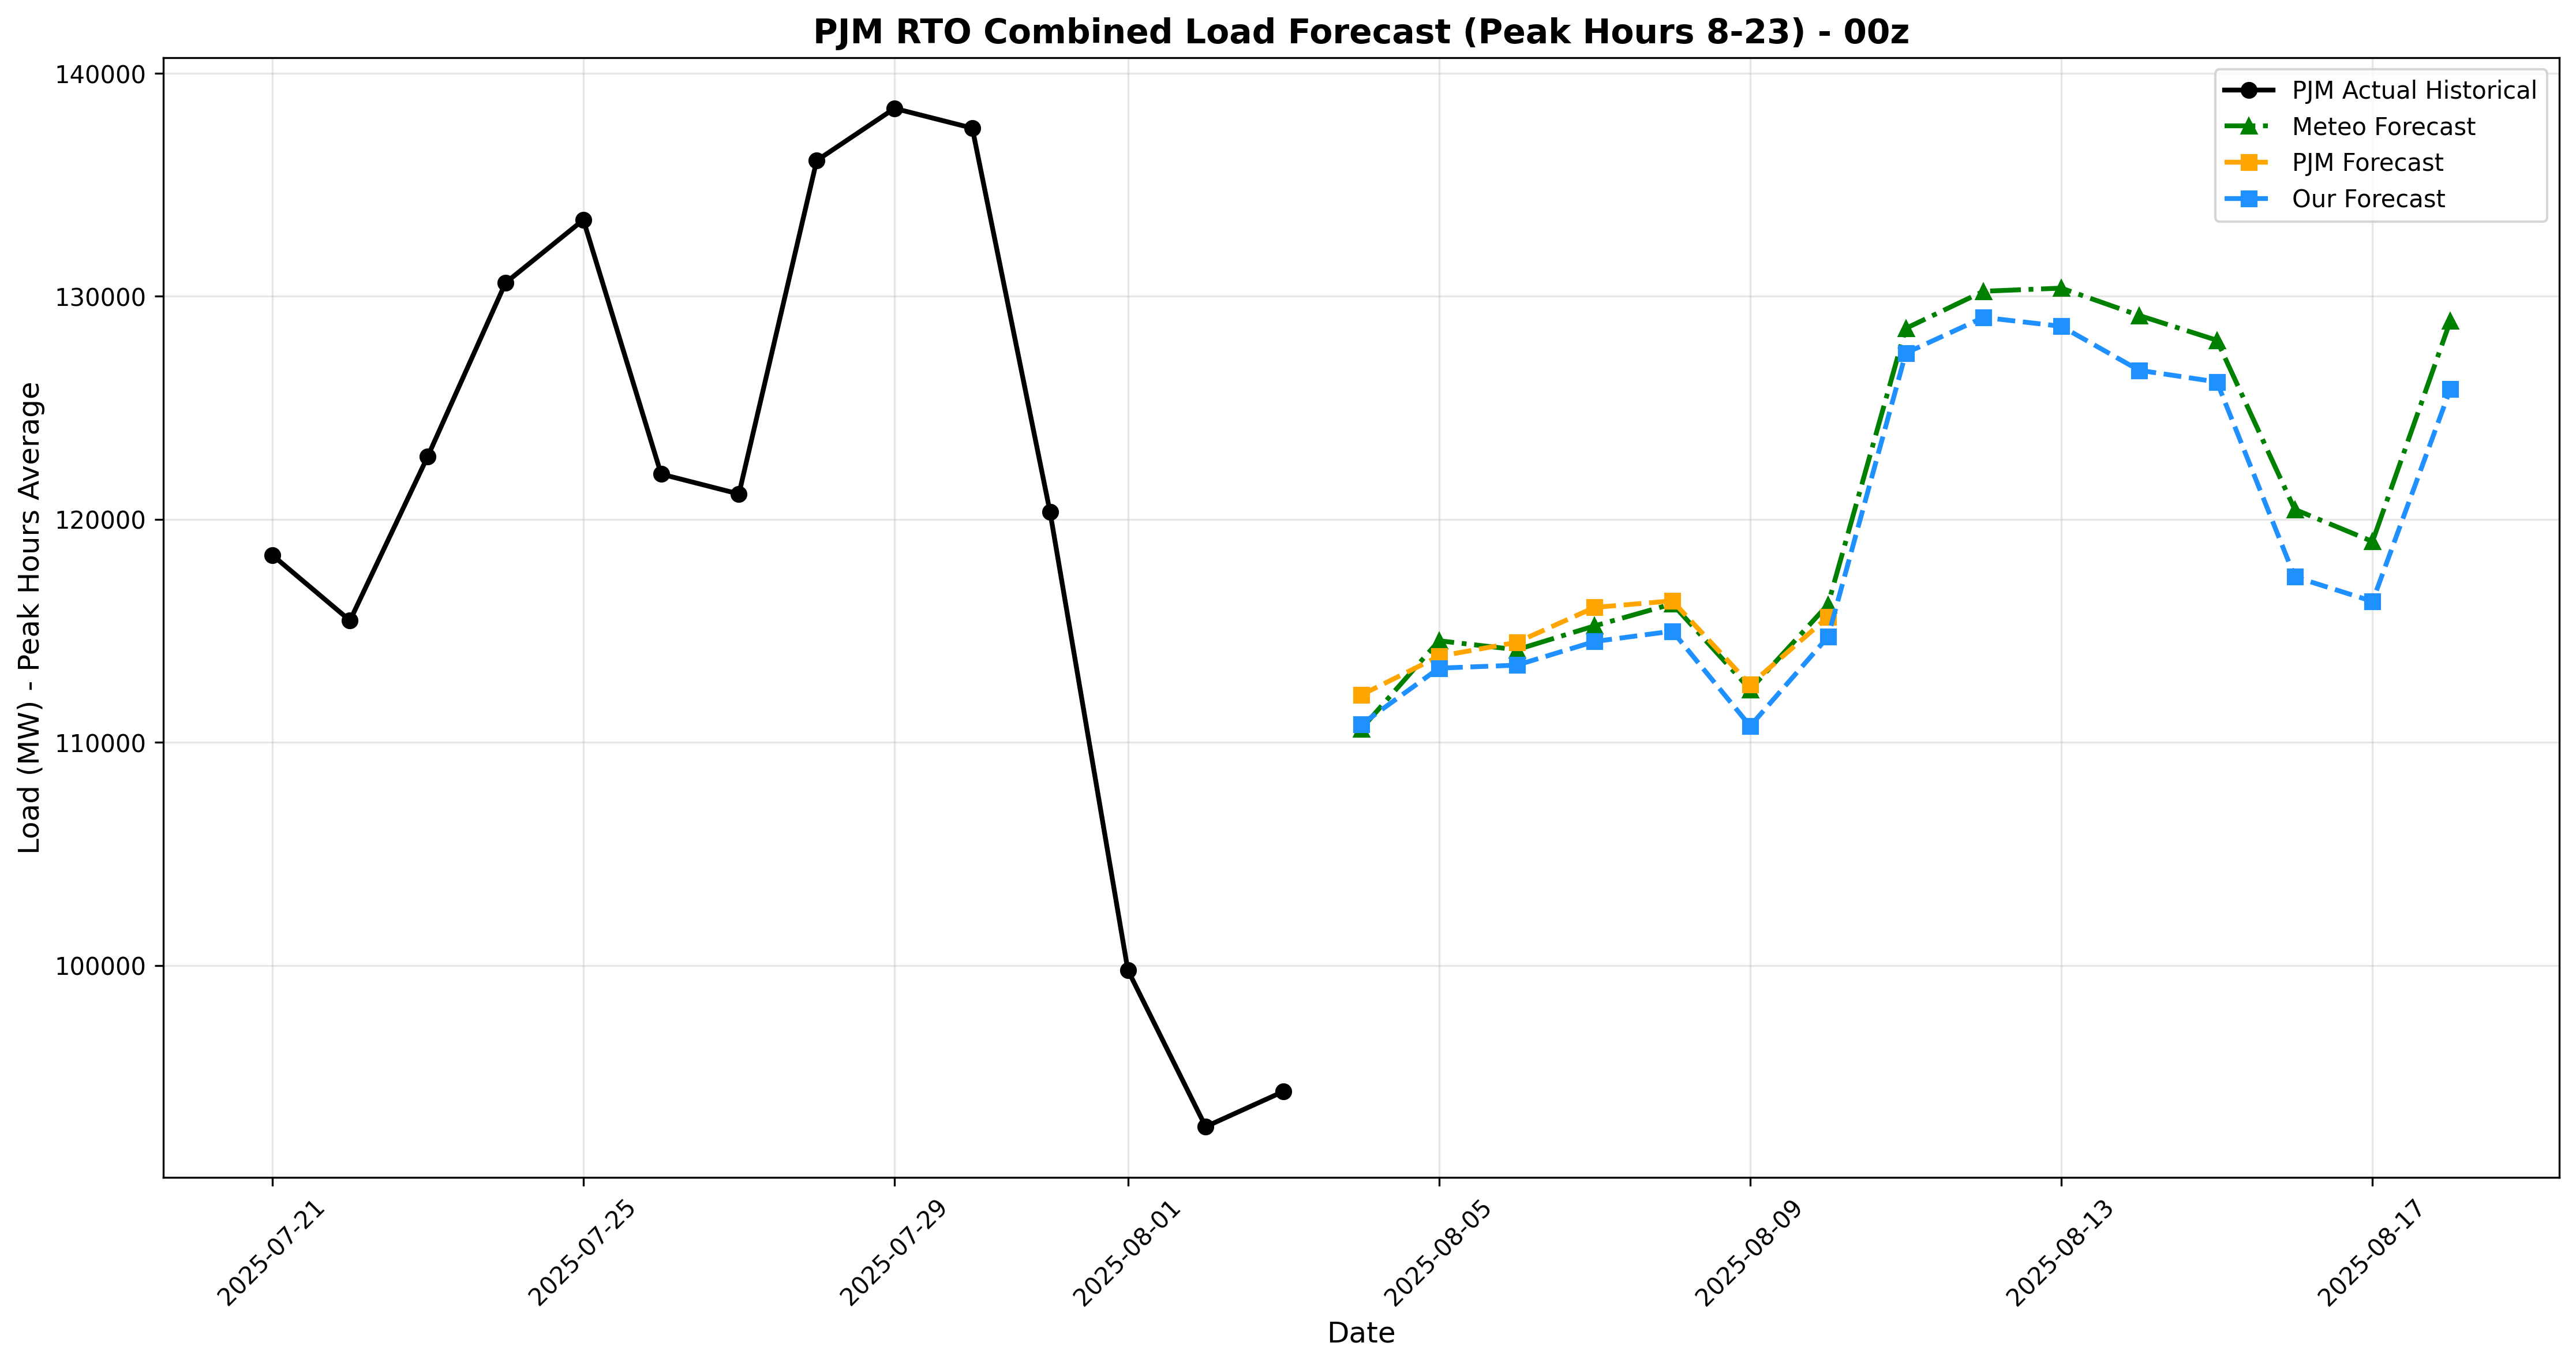 PJM RTO Combined Load Forecast (Peak Hours 8-23) - 00z
PJM Actual Historical
Meteo Forecast
PJM Forecast
Our Forecast
Load (MW) - Peak Hours Average
140000
130000
120000
110000
100000
2025-07-21
2025-07-25
2025-07-29
2025-08-01
2025-08-05
2025-08-09
2025-08-13
2025-08-17
Date